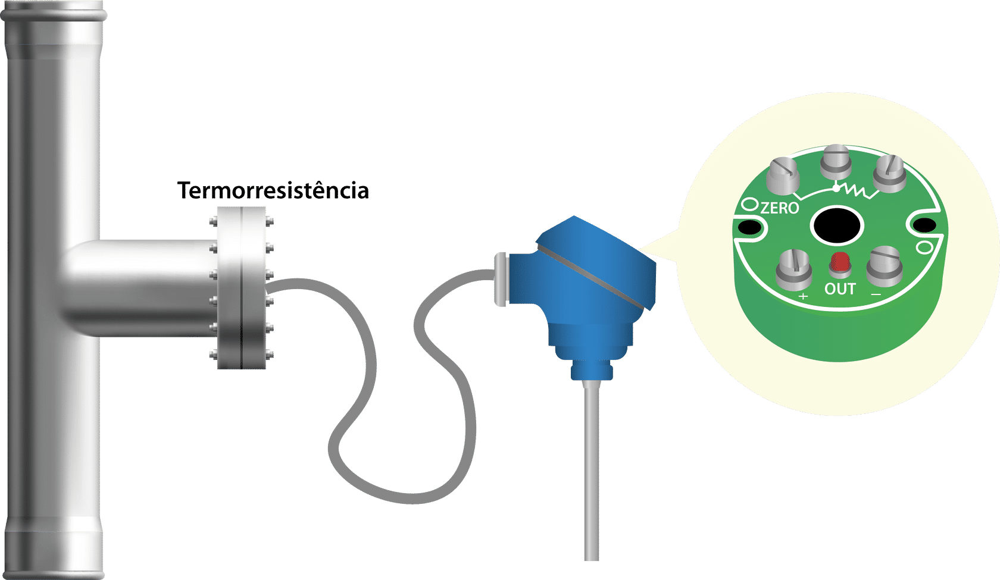 Termorresistência
ZERO
+ OUT −